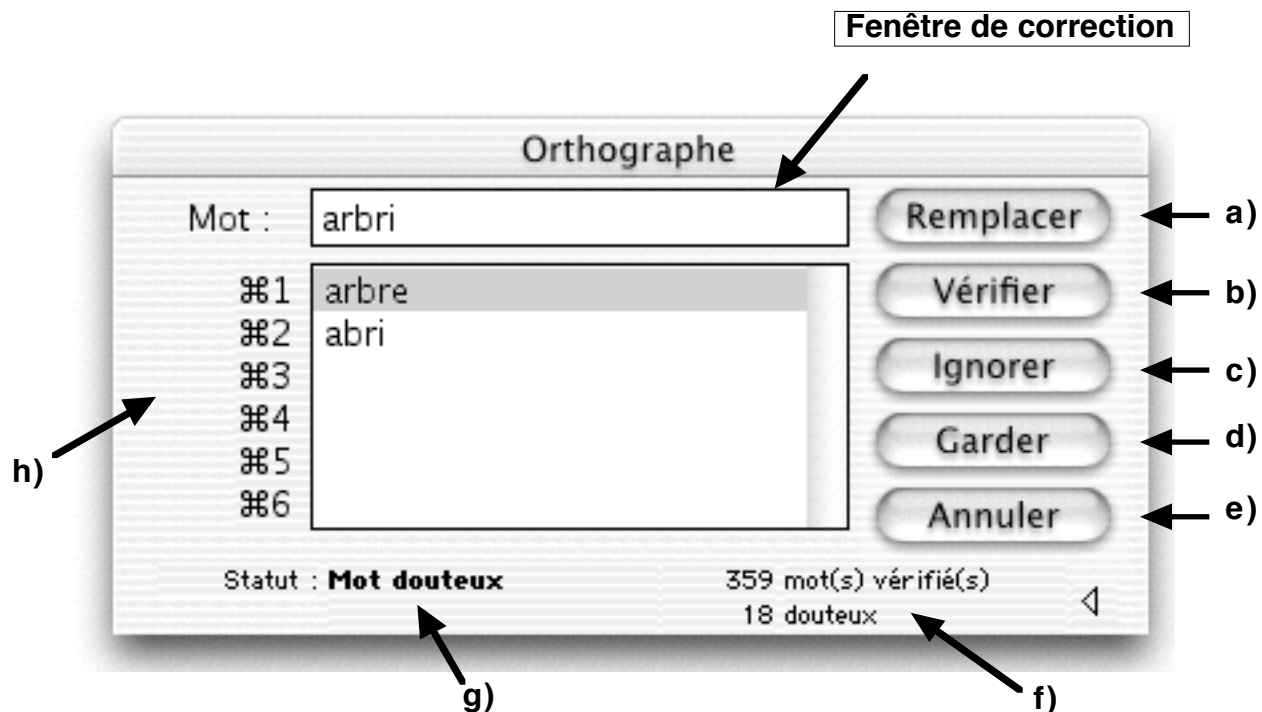 Fenêtre de correction
Orthographe
Mot : arbri Remplacer a)
⌘1 arbre Vérifier b)
⌘2 abri
⌘3 Ignorer c)
⌘4 Garder d)
h) ⌘5
⌘6 Annuler e)
Statut : Mot douteux 359 mot(s) vérifié(s)
18 douteux
g) f)